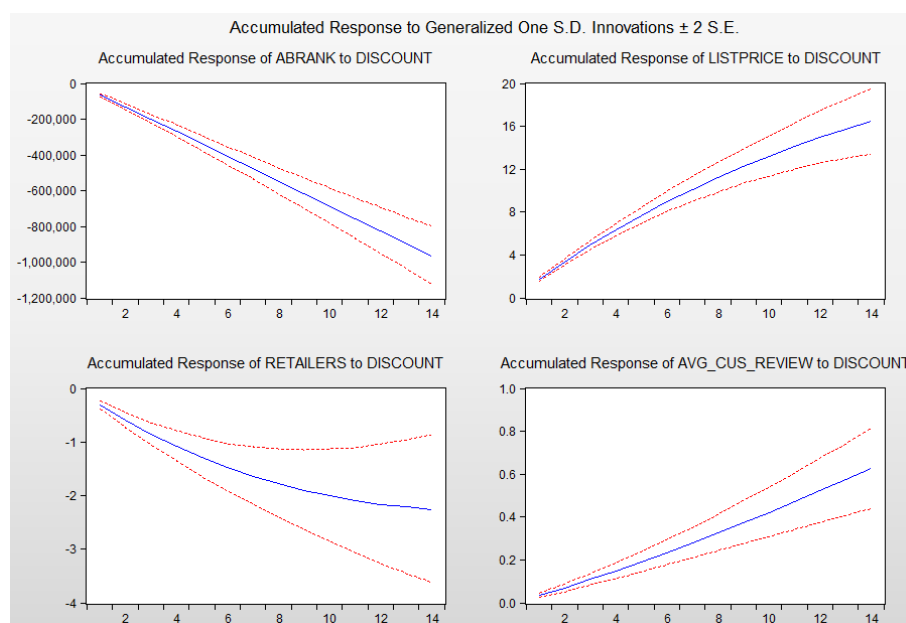 Accumulated Response to Generalized One S.D. Innovations ± 2 S.E.
Accumulated Response of ABRANK to DISCOUNT
0
-200,000
-400,000
-600,000
-800,000
-1,000,000
-1,200,000
2 4 6 8 10 12 14
Accumulated Response of LISTPRICE to DISCOUNT
20
16
12
8
4
0
2 4 6 8 10 12 14
Accumulated Response of RETAILERS to DISCOUNT
0
-1
-2
-3
-4
2 4 6 8 10 12 14
Accumulated Response of AVG_CUS_REVIEW to DISCOUNT
1.0
0.8
0.6
0.4
0.2
0.0
2 4 6 8 10 12 14